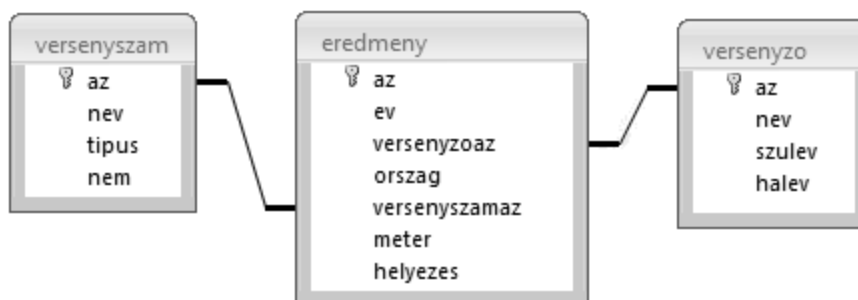 versenyszam
az
nev
tipus
nem
eredmeny
az
ev
versenyzoaz
orszag
versenyszamaz
meter
helyezes
versenyzo
az
nev
szulev
halev